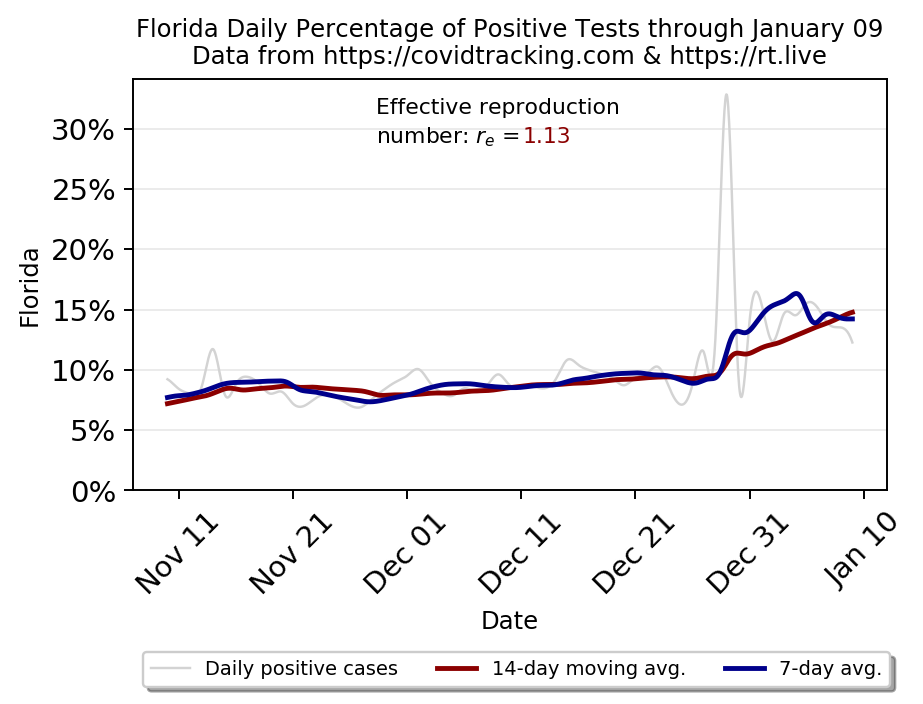 Florida Daily Percentage of Positive Tests through January 09
Data from https://covidtracking.com & https://rt.live
Effective reproduction
number: rₑ =1.13
30%
25%
20%
15%
10%
5%
0%
Florida
Nov 11
Nov 21
Dec 01
Dec 11
Dec 21
Dec 31
Jan 10
Date
Daily positive cases
14-day moving avg.
7-day avg.